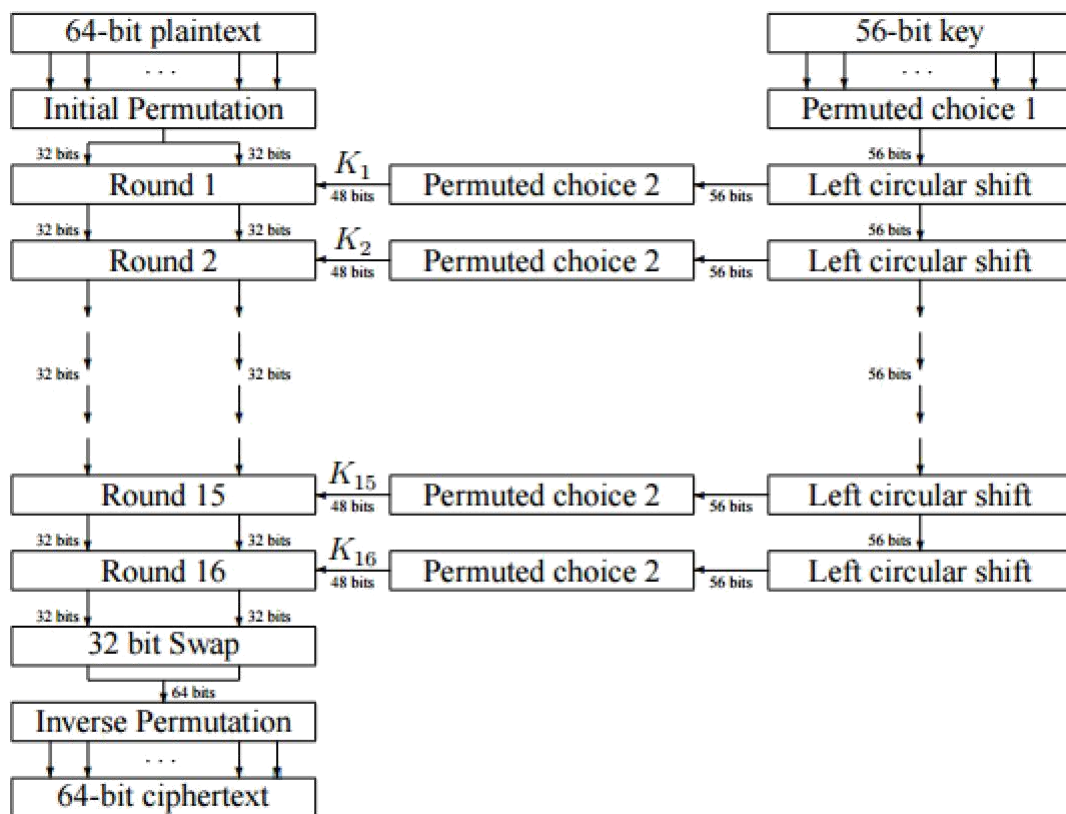 64-bit plaintext
56-bit key
. . .
. . .
Initial Permutation
Permuted choice 1
32 bits
32 bits
56 bits
Round 1
K1
48 bits
Permuted choice 2
56 bits
Left circular shift
32 bits
32 bits
56 bits
Round 2
K2
48 bits
Permuted choice 2
56 bits
Left circular shift
32 bits
32 bits
56 bits
Round 15
K15
48 bits
Permuted choice 2
56 bits
Left circular shift
32 bits
32 bits
56 bits
Round 16
K16
48 bits
Permuted choice 2
56 bits
Left circular shift
32 bits
32 bits
32 bit Swap
64 bits
Inverse Permutation
. . .
64-bit ciphertext